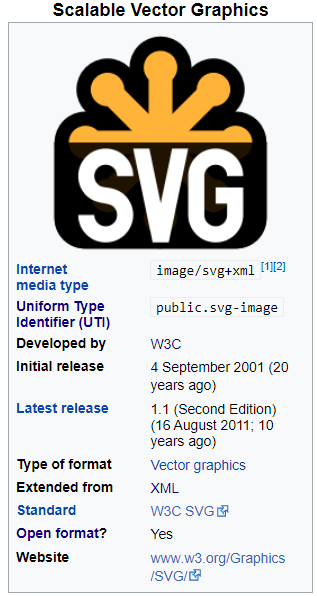 Scalable Vector Graphics
SVG
Internet media type image/svg+xml [1][2]
Uniform Type Identifier (UTI) public.svg-image
Developed by W3C
Initial release 4 September 2001 (20 years ago)
Latest release 1.1 (Second Edition) (16 August 2011; 10 years ago)
Type of format Vector graphics
Extended from XML
Standard W3C SVG
Open format? Yes
Website www.w3.org/Graphics/SVG/